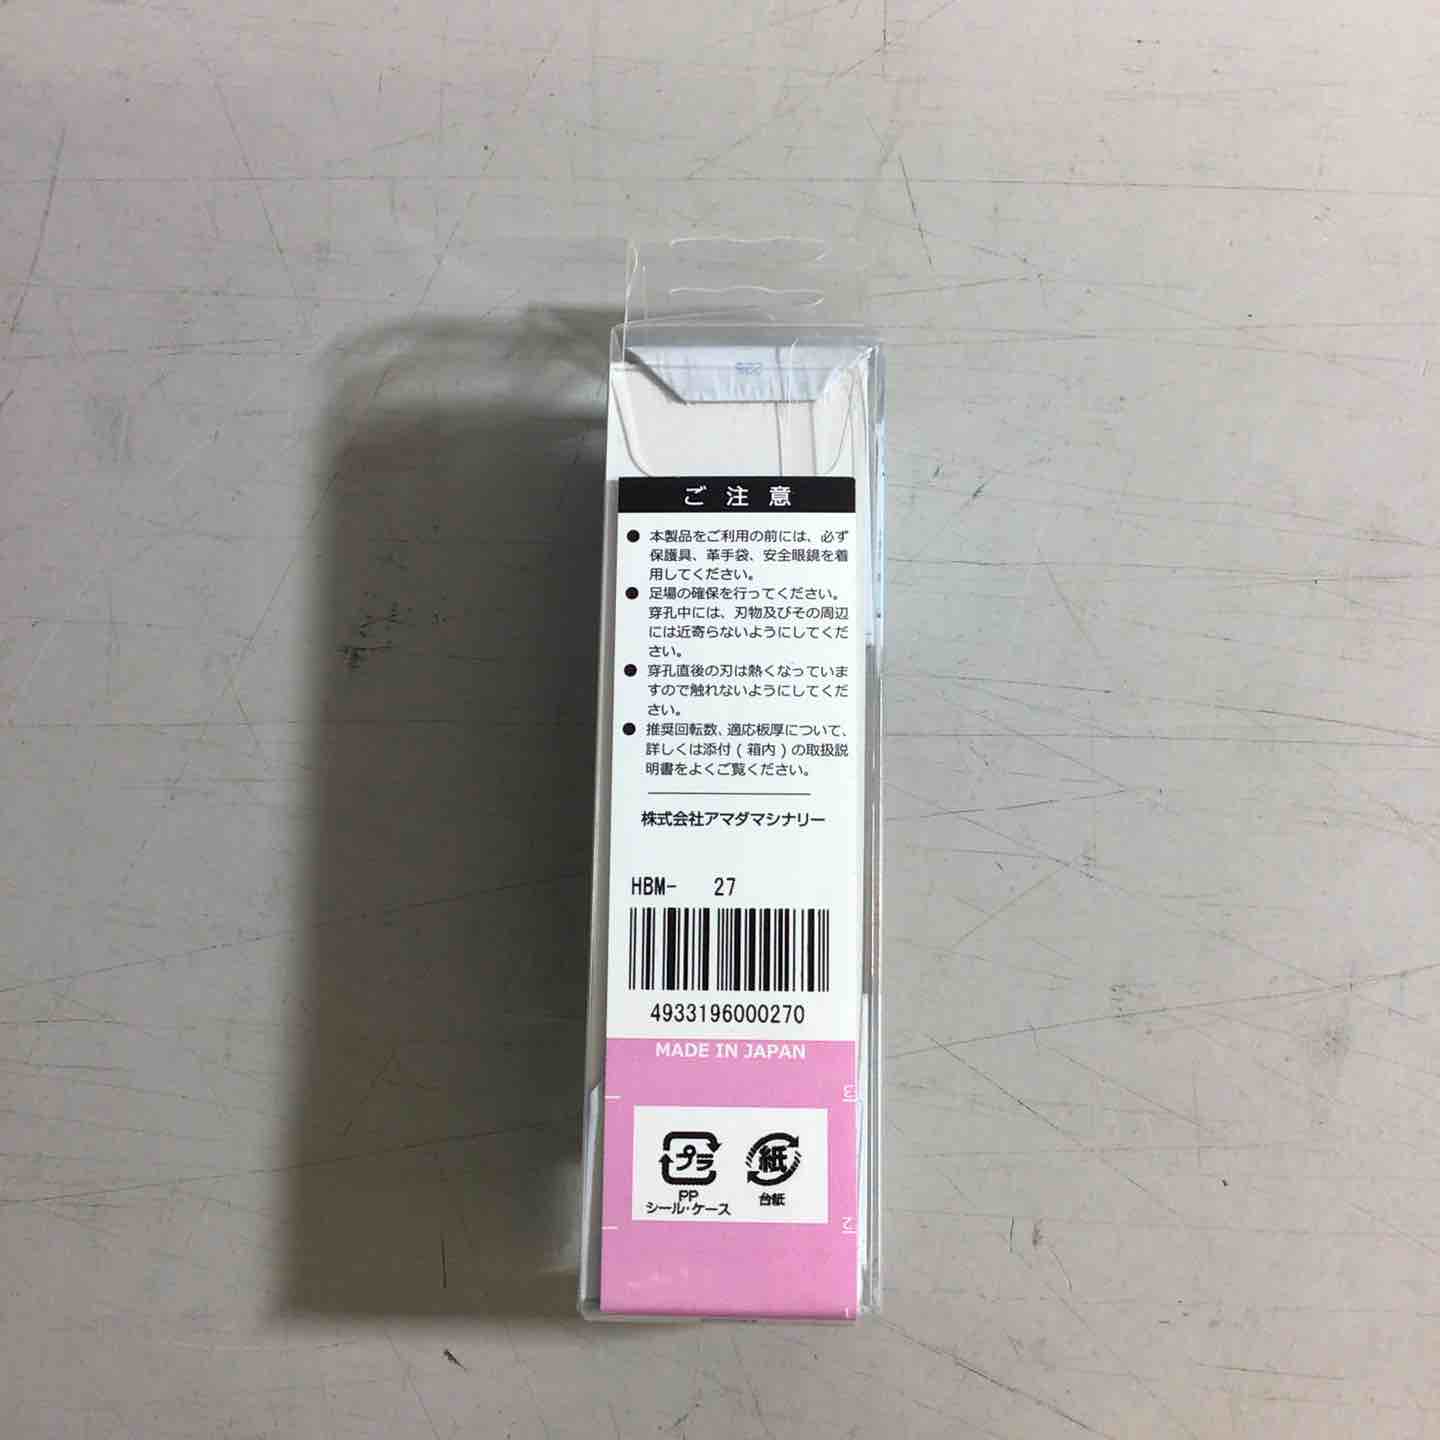 ご注意
● 本製品をご利用の前には、必ず
保護具、革手袋、安全眼鏡を着
用してください。
● 足場の確保を行ってください。
穿孔中には、刃物及びその周辺
には近寄らないようにしてくだ
さい。
● 穿孔直後の刃は熱くなっていま
すので触れないようにしてくだ
さい。
● 推奨回転数、適応板厚について、
詳しくは添付(箱内)の取扱説
明書をよくご覧ください。
株式会社アマダマシナリー
HBM- 27
4933196000270
MADE IN JAPAN
3
プラ
紙
PP
シール・ケース
台紙
2
1